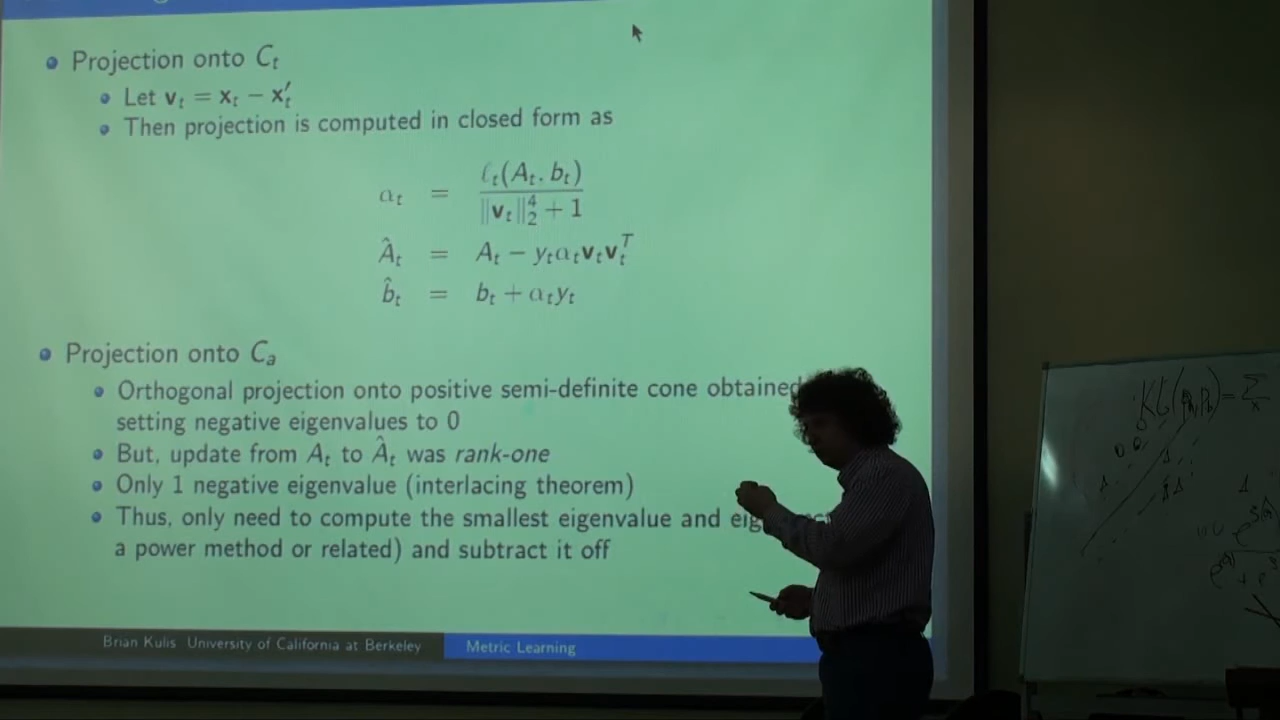 Projection onto C_t
Let v_t = x_t − x'_t
Then projection is computed in closed form as
α_t = ℓ_t(A_t, b_t) / ‖v_t‖_2^4 + 1
Â_t = A_t − y_t α_t v_t v_t^T
b̂_t = b_t + α_t y_t
Projection onto C_a
Orthogonal projection onto positive semi-definite cone obtained
setting negative eigenvalues to 0
But, update from A_t to Â_t was rank-one
Only 1 negative eigenvalue (interlacing theorem)
Thus, only need to compute the smallest eigenvalue and
a power method or related) and subtract it off
Brian Kulis University of California at Berkeley
Metric Learning